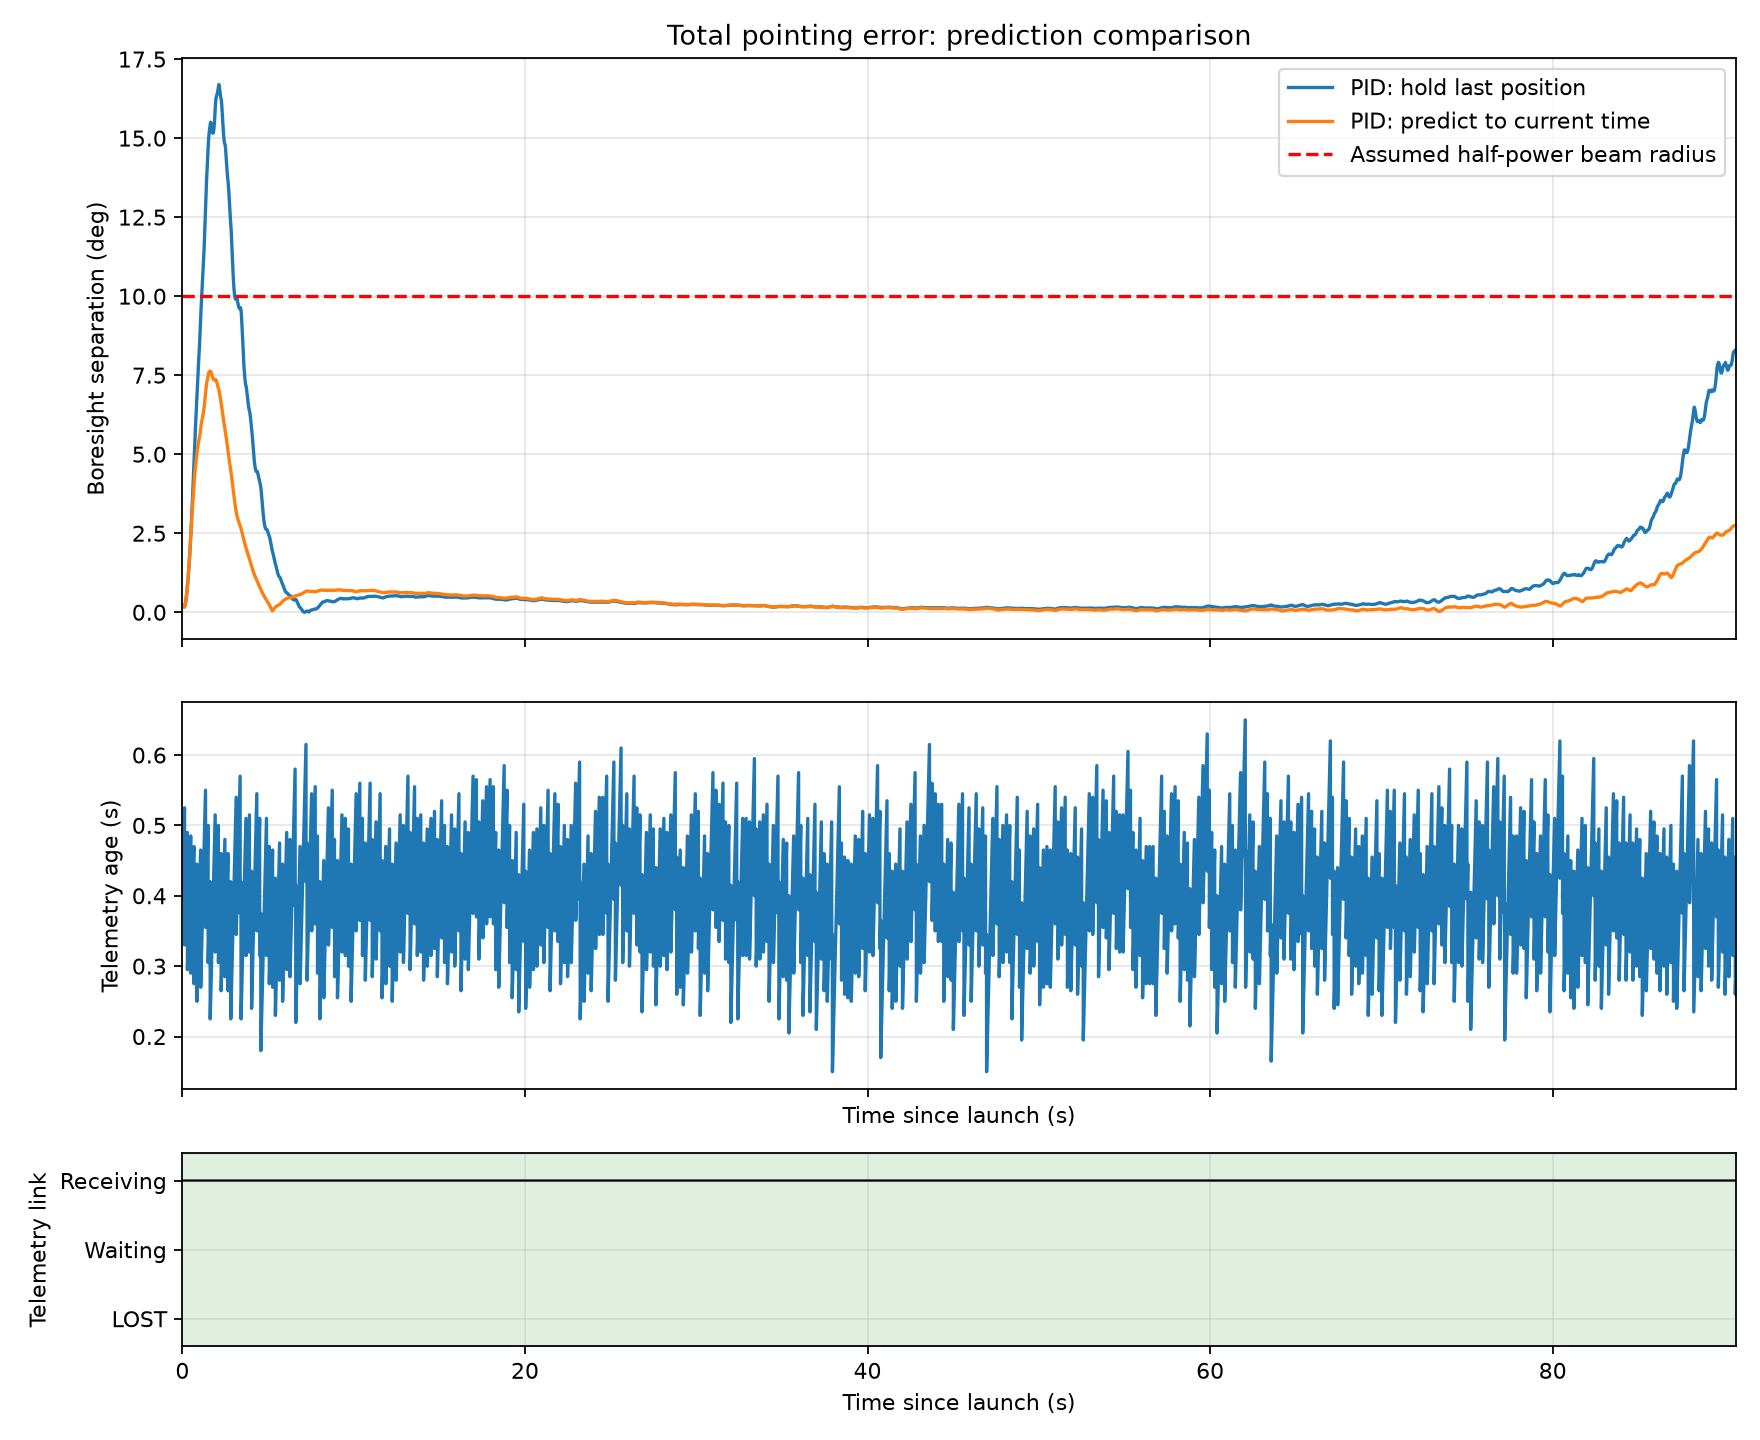 Total pointing error: prediction comparison
17.5
15.0
12.5
10.0
7.5
5.0
2.5
0.0
Boresight separation (deg)
PID: hold last position
PID: predict to current time
Assumed half-power beam radius
0.6
0.5
0.4
0.3
0.2
Telemetry age (s)
Time since launch (s)
Receiving
Waiting
LOST
Telemetry link
0 20 40 60 80
Time since launch (s)